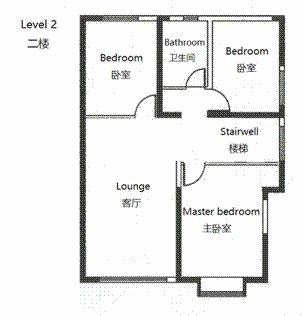 Level 2
二楼
Bedroom
卧室
Bathroom
卫生间
Bedroom
卧室
Stairwell
楼梯
Lounge
客厅
Master bedroom
主卧室